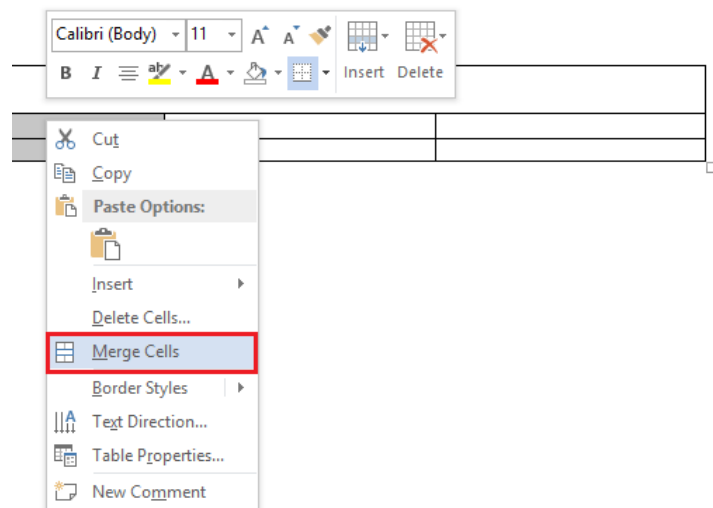 Calibri (Body) 11 A A
B I ab A Insert Delete
Cut
Copy
Paste Options:
Insert
Delete Cells...
Merge Cells
Border Styles
Text Direction...
Table Properties...
New Comment